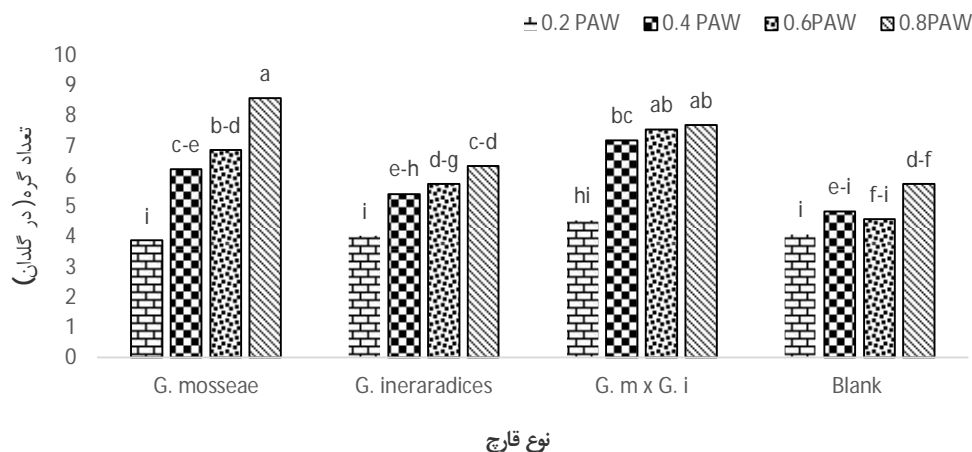 0.2 PAW 0.4 PAW 0.6PAW 0.8PAW
تعداد گره( در گلدان)
10
9
8
7
6
5
4
3
2
1
0
i c-e b-d a
i e-h d-g c-d
hi bc ab ab
i e-i f-i d-f
G. mosseae G. ineraradices G. m x G. i Blank
نوع قارچ